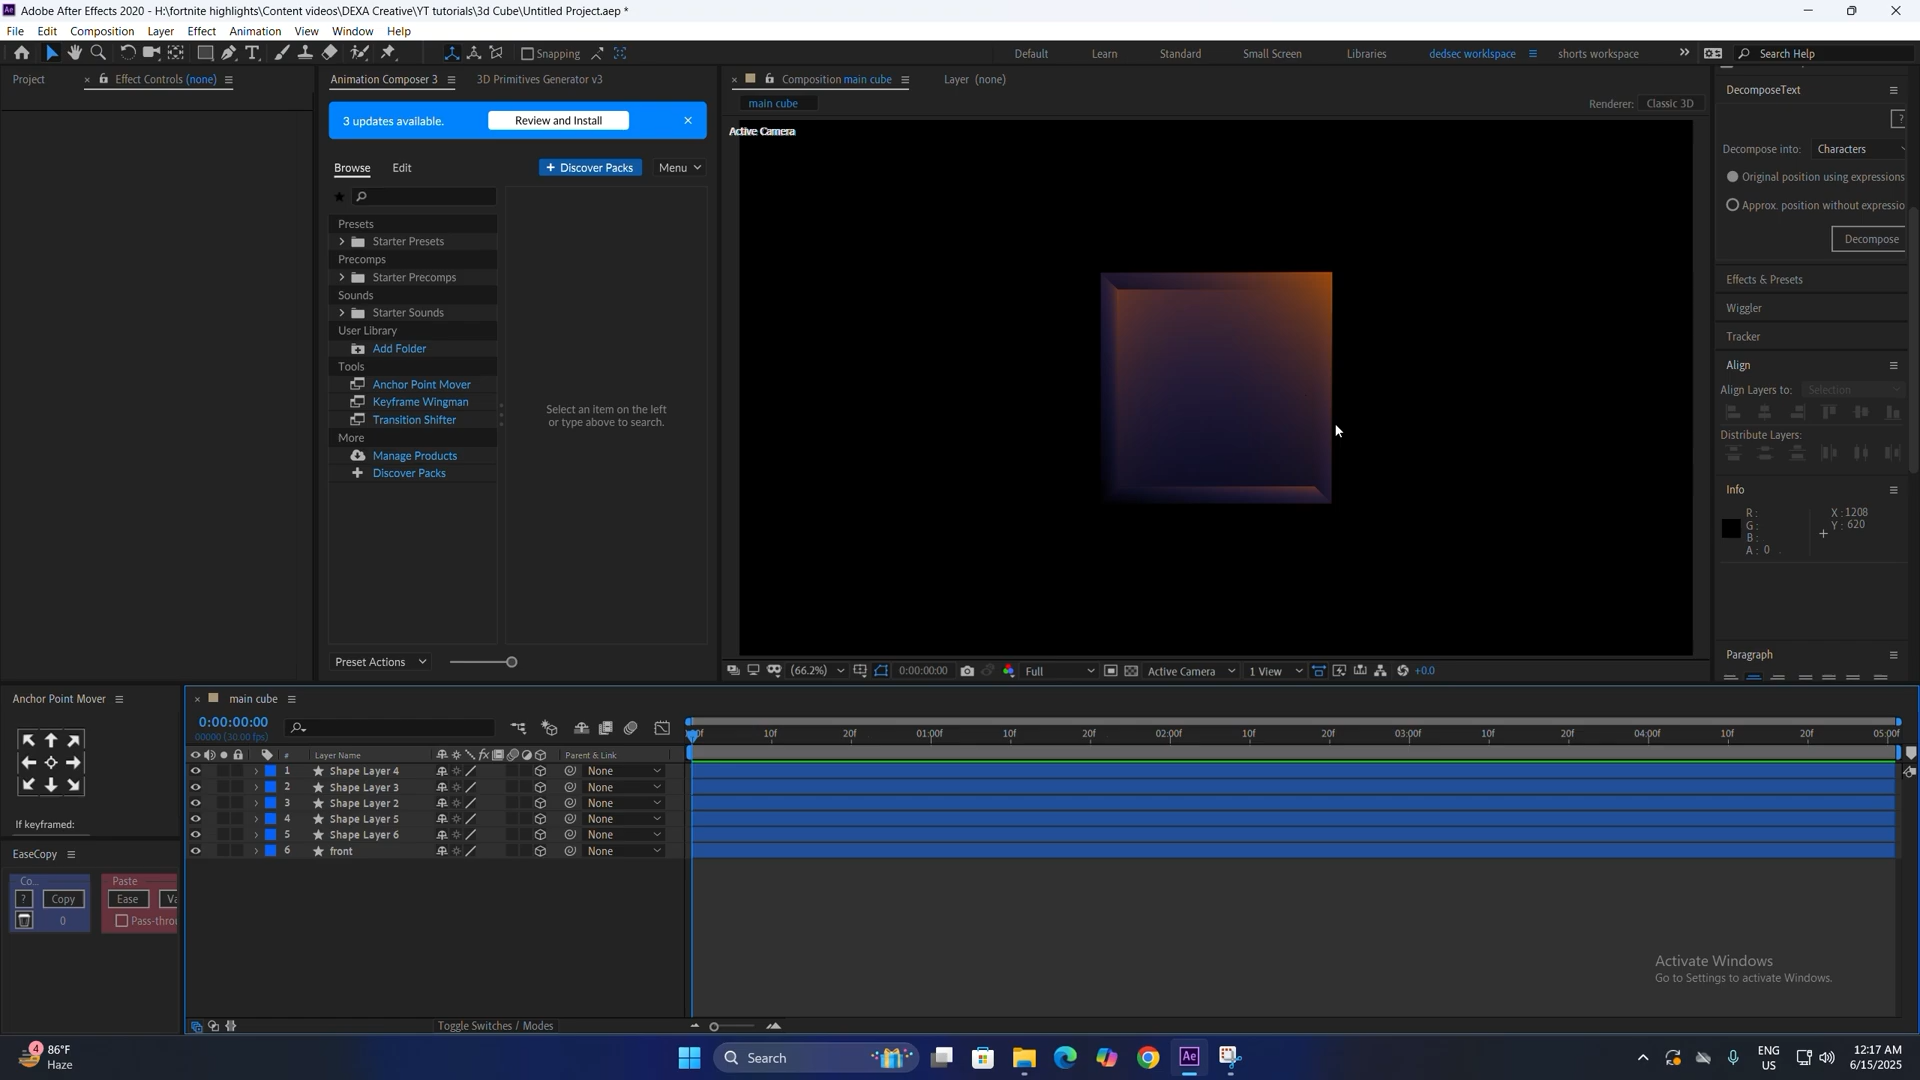 Adobe After Effects 2020 - H:\fortnite highlights\Content videos\DEXA Creative\YT tutorials\3d Cube\Untitled Project.aep *
File Edit Composition Layer Effect Animation View Window Help
Snapping
Default Learn Standard Small Screen Libraries dedsec worklspace shorts workspace Search Help
Project Effect Controls (none)
Animation Composer 3 3D Primitives Generator v3
Composition main cube Layer (none)
main cube Renderer: Classic 3D
Active Camera
3 updates available. Review and Install
Browse Edit + Discover Packs Menu
Presets
Starter Presets
Precomps
Starter Precomps
Sounds
Starter Sounds
User Library
Add Folder
Tools
Anchor Point Mover
Keyframe Wingman
Transition Shifter
More
Manage Products
Discover Packs
Select an item on the left
or type above to search.
Preset Actions
(66.2%) 0:00:00:00 Full Active Camera 1 View +0.0
DecomposeText
?
Decompose into: Characters
Original position using expressions
Approx. position without expressio
Decompose
Effects & Presets
Wiggler
Tracker
Align
Align Layers to: Selection
Distribute Layers:
Info
R:
G:
B:
A: 0
X: 1208
Y: 620
Paragraph
Anchor Point Mover
If keyframed:
EaseCopy
Co... Paste
? Copy Ease Va
0 Pass-throu
main cube
0:00:00:00
00000 (30.00 fps)
# Layer Name Parent & Link
1 Shape Layer 4 None
2 Shape Layer 3 None
3 Shape Layer 2 None
4 Shape Layer 5 None
5 Shape Layer 6 None
6 front None
10f 20f 01:00f 10f 20f 02:00f 10f 20f 03:00f 10f 20f 04:00f 10f 20f 05:00f
Toggle Switches / Modes
Activate Windows
Go to Settings to activate Windows.
4 86°F
Haze
Search
Ae
ENG
US
12:17 AM
6/15/2025